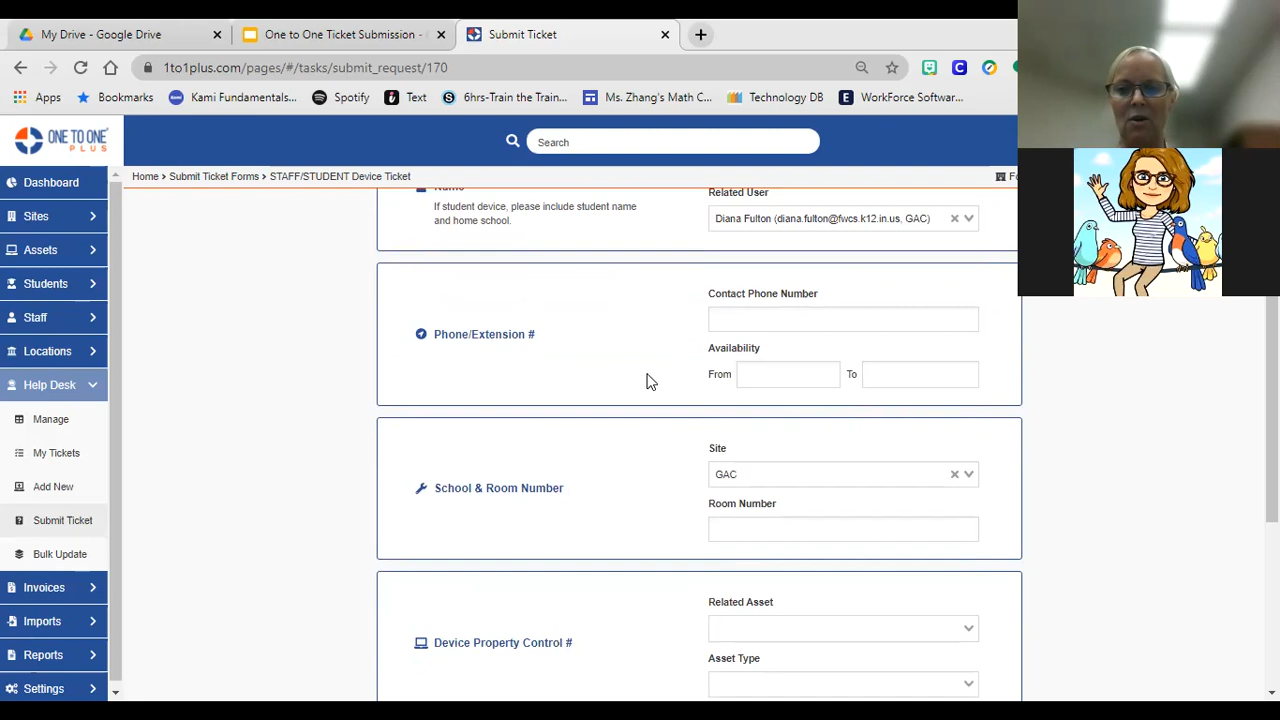 My Drive - Google Drive
One to One Ticket Submission -
Submit Ticket
1to1plus.com/pages/#/tasks/submit_request/170
Apps
Bookmarks
Kami Fundamentals...
Spotify
Text
6hrs-Train the Train...
Ms. Zhang's Math C...
Technology DB
WorkForce Softwar...
ONE TO ONE
PLUS
Search
Home > Submit Ticket Forms > STAFF/STUDENT Device Ticket
Dashboard
Sites
Assets
Students
Staff
Locations
Help Desk
Manage
My Tickets
Add New
Submit Ticket
Bulk Update
Invoices
Imports
Reports
Settings
Name
If student device, please include student name
and home school.
Related User
Diana Fulton (diana.fulton@fwcs.k12.in.us, GAC)
Phone/Extension #
Contact Phone Number
Availability
From To
School & Room Number
Site
GAC
Room Number
Device Property Control #
Related Asset
Asset Type